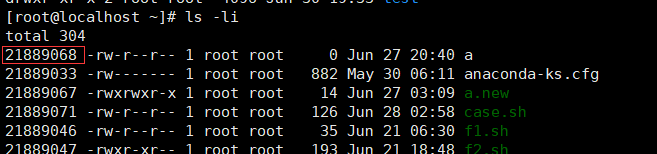 drwxr-xr-x 2 root root 4096 Jun 30 19:33 test
[root@localhost ~]# ls -li
total 304
21889068 -rw-r--r-- 1 root root 0 Jun 27 20:40 a
21889033 -rw------- 1 root root 882 May 30 06:11 anaconda-ks.cfg
21889067 -rwxrwxr-x 1 root root 14 Jun 27 03:09 a.new
21889071 -rw-r--r-- 1 root root 126 Jun 28 02:58 case.sh
21889046 -rw-r--r-- 1 root root 35 Jun 21 06:30 f1.sh
21889047 -rwxr-xr-- 1 root root 193 Jun 21 18:48 f2.sh